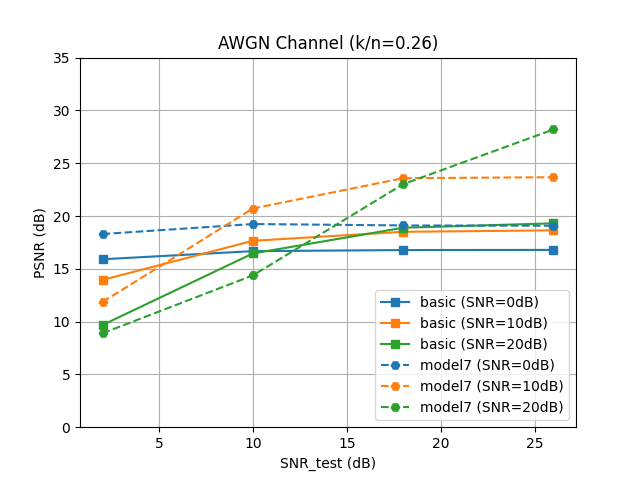 AWGN Channel (k/n=0.26)
PSNR (dB)
35
30
25
20
15
10
5
0
basic (SNR=0dB)
basic (SNR=10dB)
basic (SNR=20dB)
model7 (SNR=0dB)
model7 (SNR=10dB)
model7 (SNR=20dB)
5 10 15 20 25
SNR_test (dB)